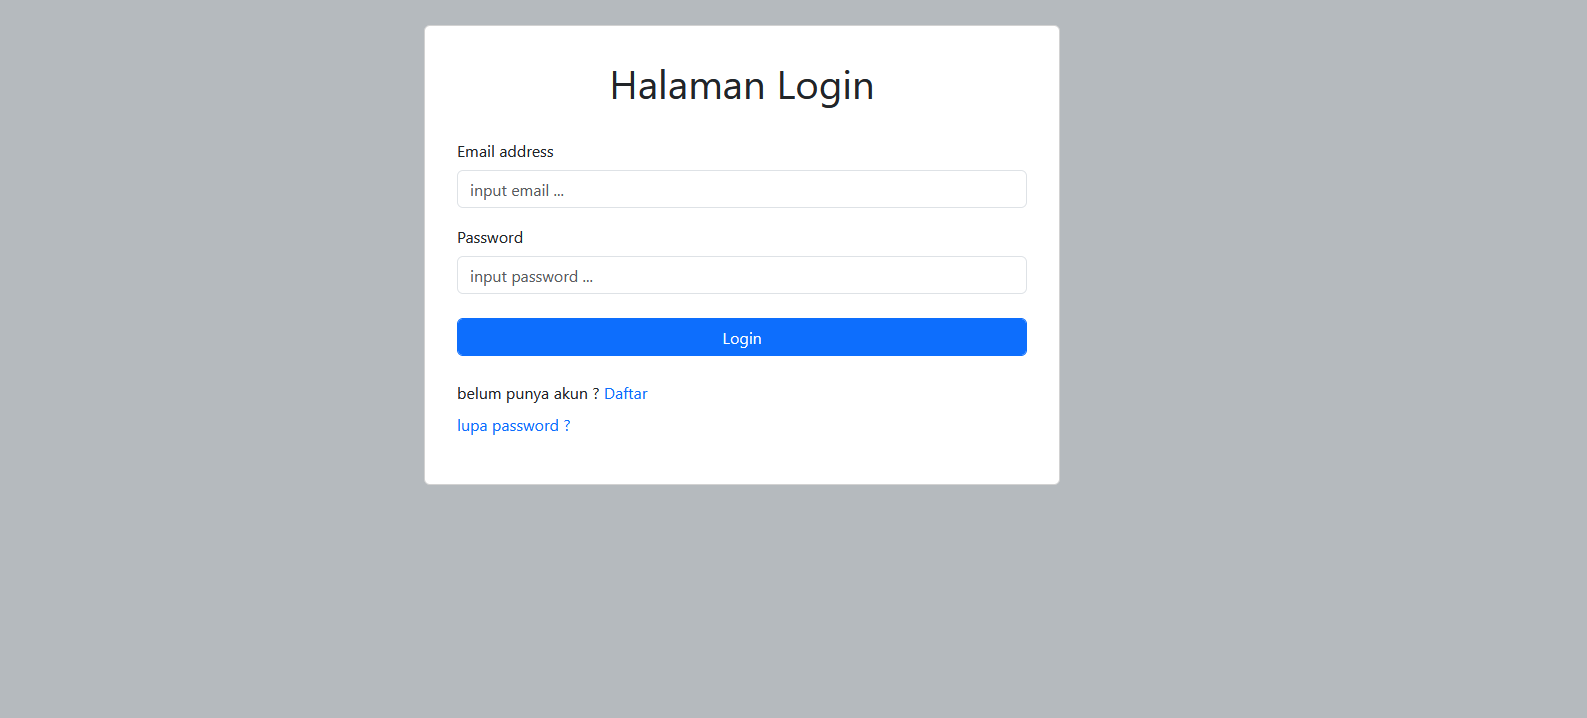 Halaman Login
Email address
input email ...
Password
input password ...
Login
belum punya akun ? Daftar
lupa password ?